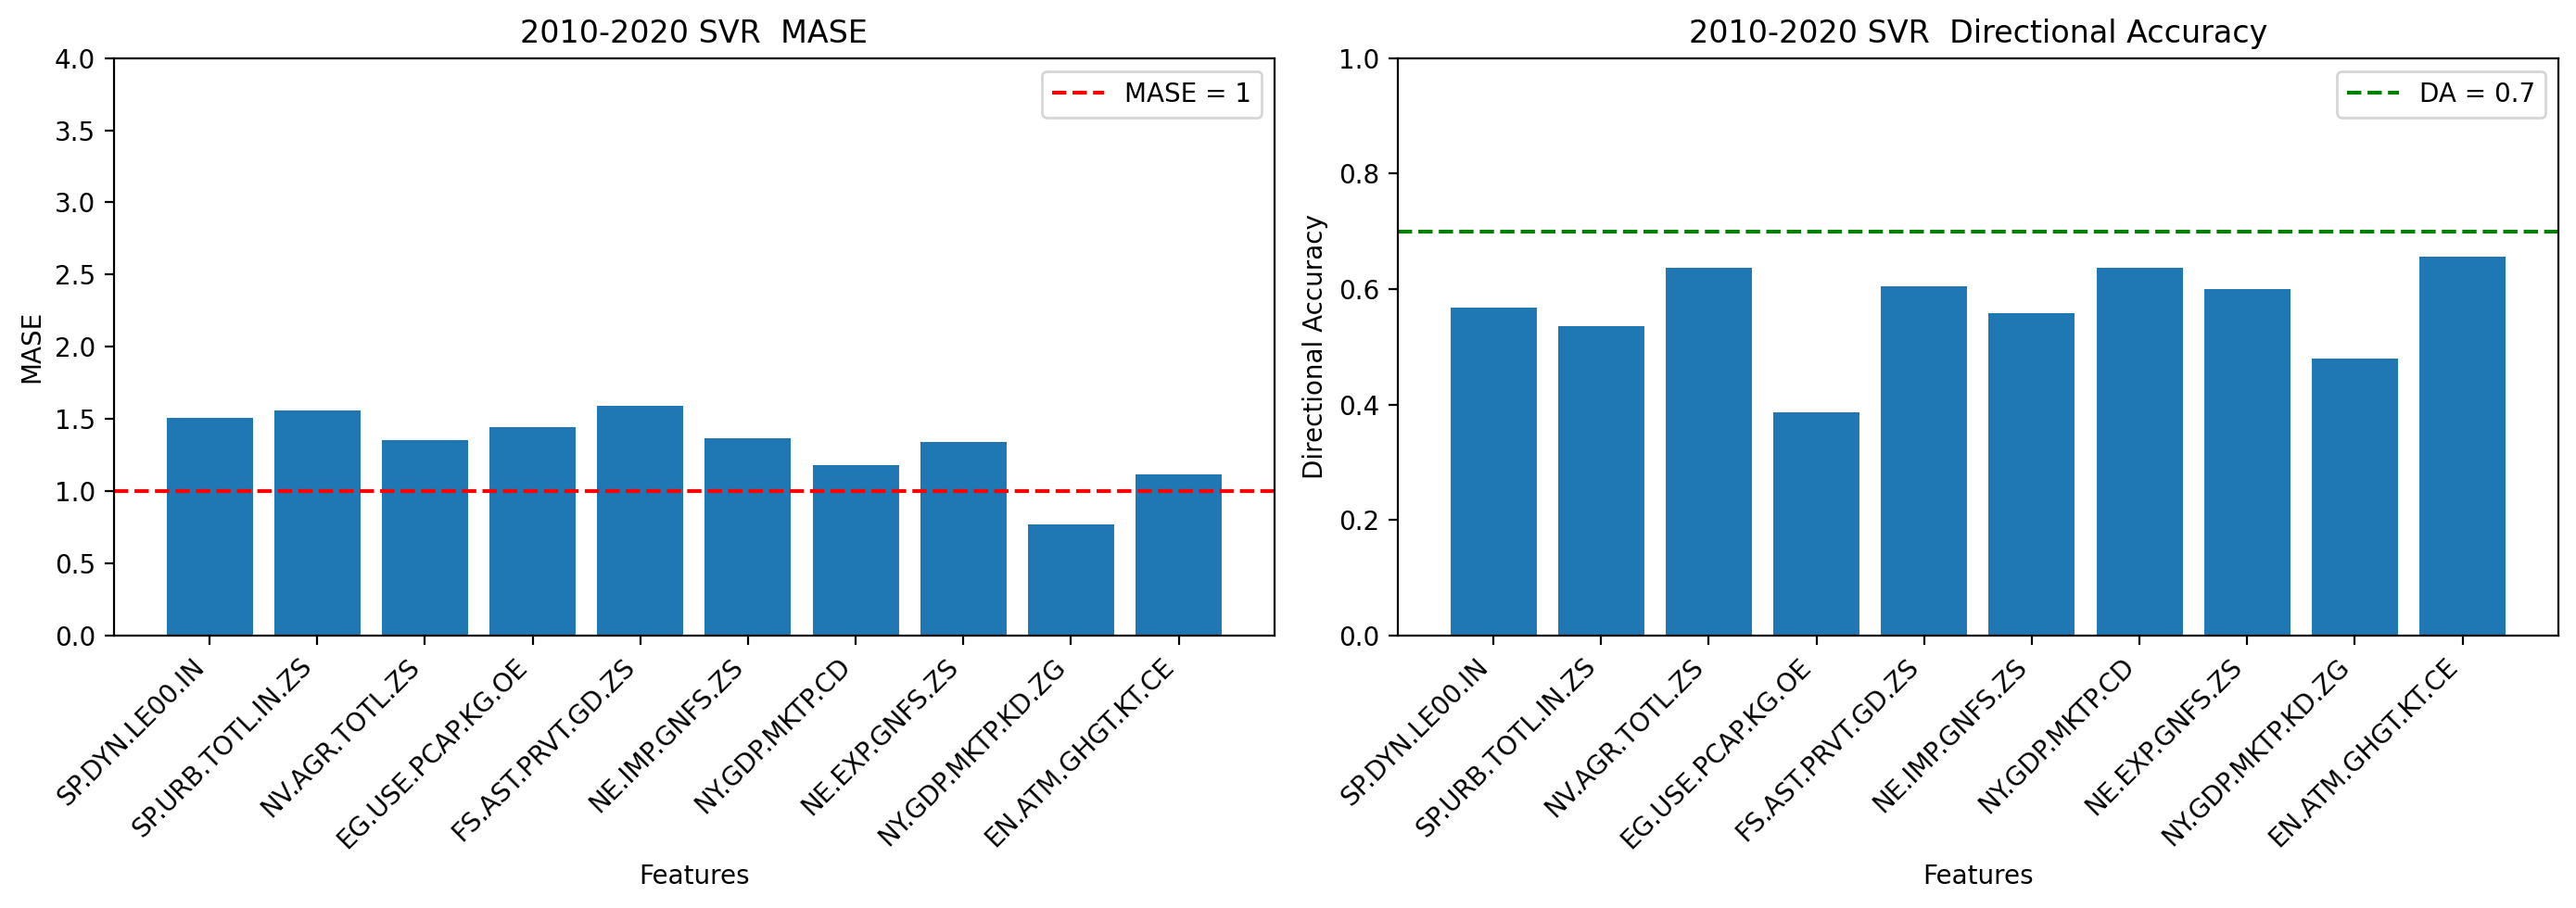 2010-2020 SVR  MASE
MASE = 1
MASE
4.0
3.5
3.0
2.5
2.0
1.5
1.0
0.5
0.0
SP.DYN.LE00.IN
SP.URB.TOTL.IN.ZS
NV.AGR.TOTL.ZS
EG.USE.PCAP.KG.OE
FS.AST.PRVT.GD.ZS
NE.IMP.GNFS.ZS
NY.GDP.MKTP.CD
NE.EXP.GNFS.ZS
NY.GDP.MKTP.KD.ZG
EN.ATM.GHGT.KT.CE
Features
2010-2020 SVR  Directional Accuracy
DA = 0.7
Directional Accuracy
1.0
0.8
0.6
0.4
0.2
0.0
SP.DYN.LE00.IN
SP.URB.TOTL.IN.ZS
NV.AGR.TOTL.ZS
EG.USE.PCAP.KG.OE
FS.AST.PRVT.GD.ZS
NE.IMP.GNFS.ZS
NY.GDP.MKTP.CD
NE.EXP.GNFS.ZS
NY.GDP.MKTP.KD.ZG
EN.ATM.GHGT.KT.CE
Features